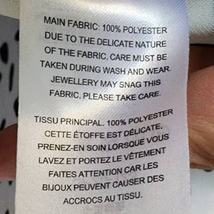 MAIN FABRIC: 100% POLYESTER
DUE TO THE DELICATE NATURE
OF THE FABRIC, CARE MUST BE
TAKEN DURING WASH AND WEAR.
JEWELLERY MAY SNAG THIS
FABRIC, PLEASE TAKE CARE.
TISSU PRINCIPAL. 100% POLYESTER
CETTE ÉTOFFE EST DÉLICATE,
PRENEZ-EN SOIN LORSQUE VOUS
LAVEZ ET PORTEZ LE VÊTEMENT
FAITES ATTENTION CAR LES
BIJOUX PEUVENT CAUSER DES
ACCROCS AU TISSU.